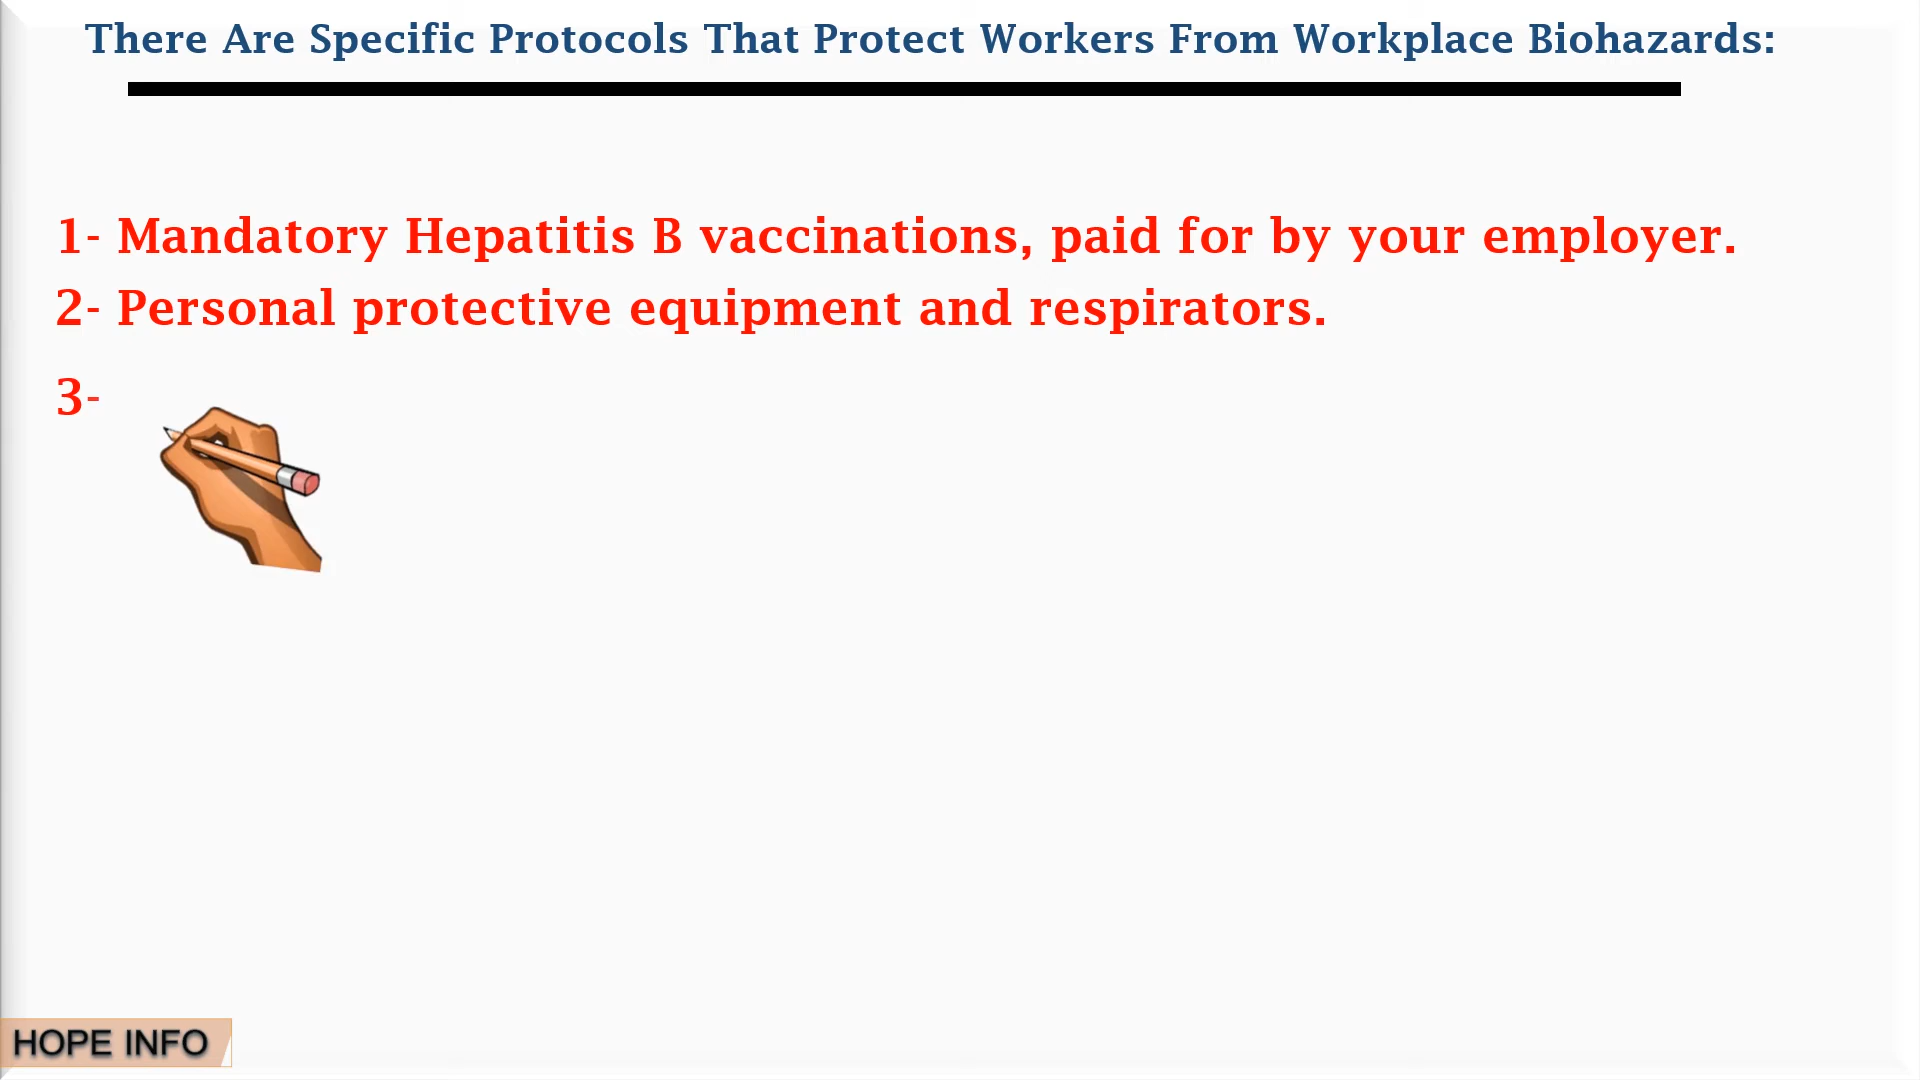 There Are Specific Protocols That Protect Workers From Workplace Biohazards:
1- Mandatory Hepatitis B vaccinations, paid for by your employer.
2- Personal protective equipment and respirators.
3-
HOPE INFO